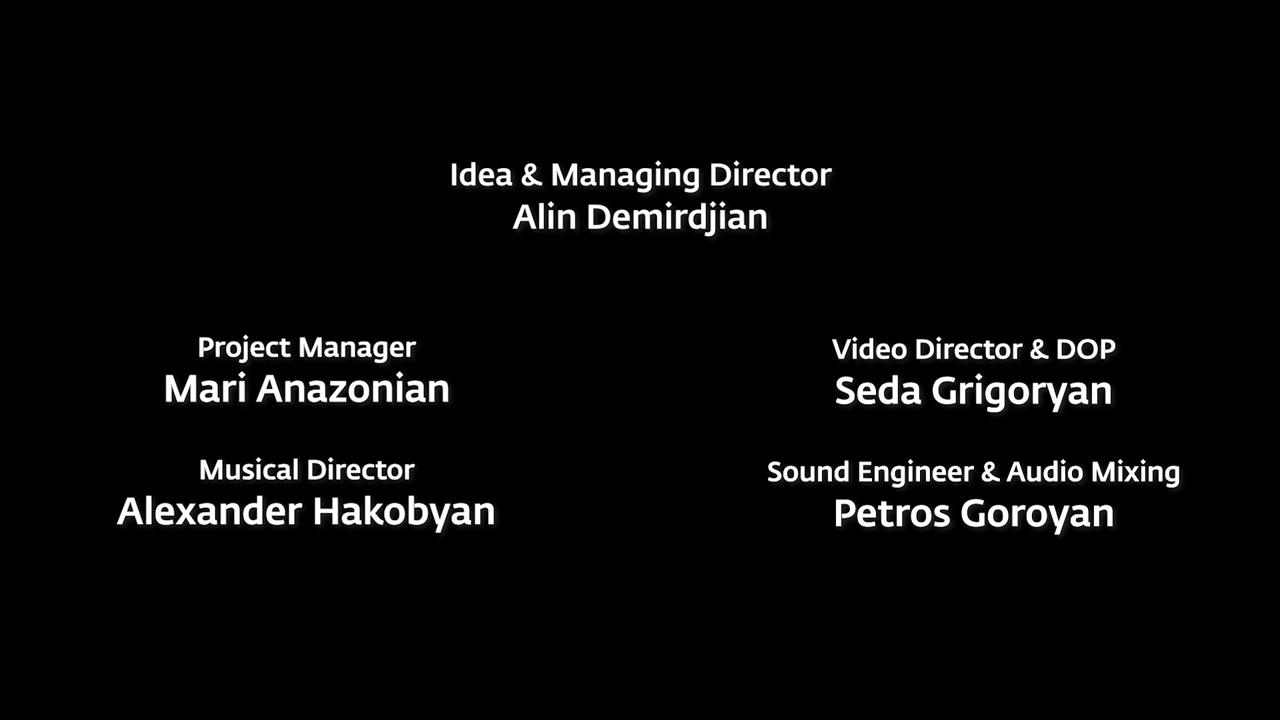 Idea & Managing Director
Alin Demirdjian
Project Manager
Mari Anazonian
Musical Director
Alexander Hakobyan
Video Director & DOP
Seda Grigoryan
Sound Engineer & Audio Mixing
Petros Goroyan